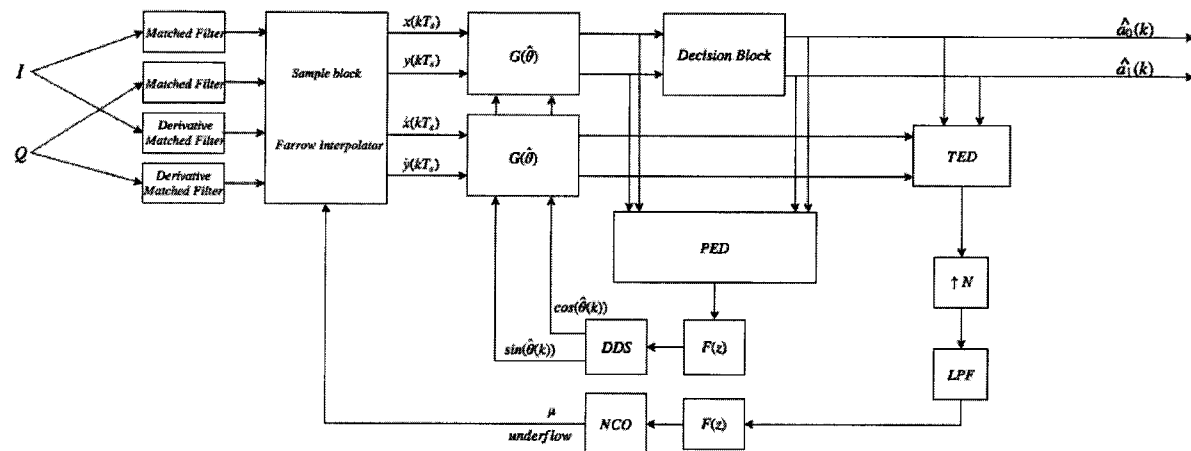 I
Q
Matched Filter
Matched Filter
Derivative
Matched Filter
Derivative
Matched Filter
Sample block
Farrow Interpolator
x(kTₛ)
y(kTₛ)
ẋ(kTₛ)
ẏ(kTₛ)
G(θ̂)
G(θ̂)
Decision Block
â₀(k)
â₁(k)
TED
PED
↑ N
cos(θ̂(k))
sin(θ̂(k))
DDS
F(z)
LPF
μ
underflow
NCO
F(z)